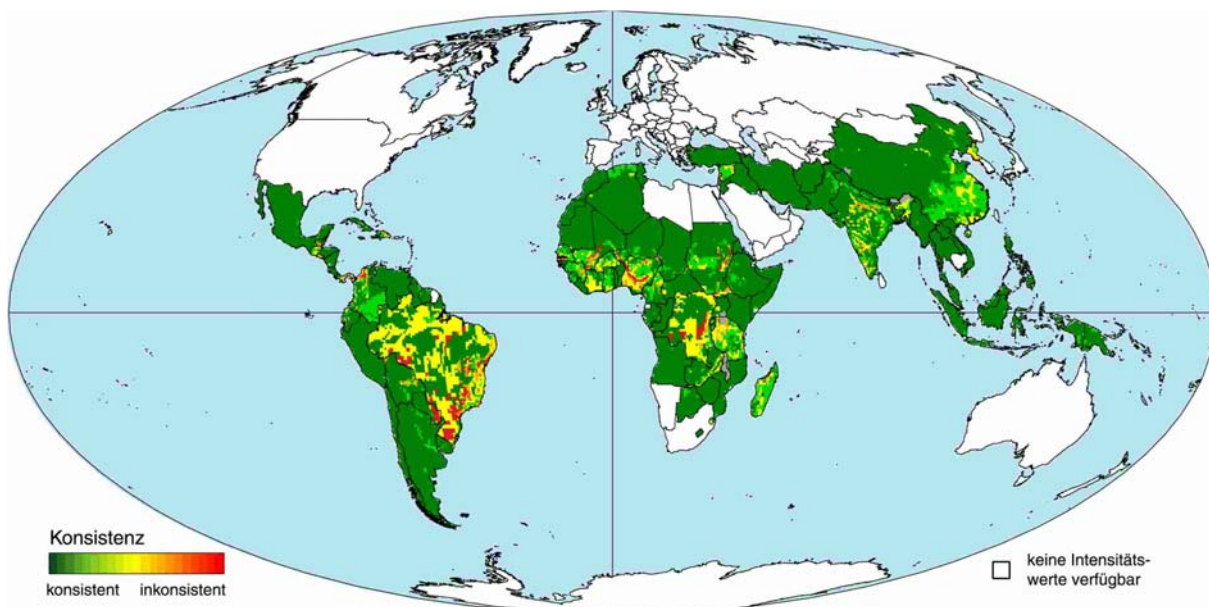 Konsistenz
konsistent inkonsistent
keine Intensitäts-
werte verfügbar